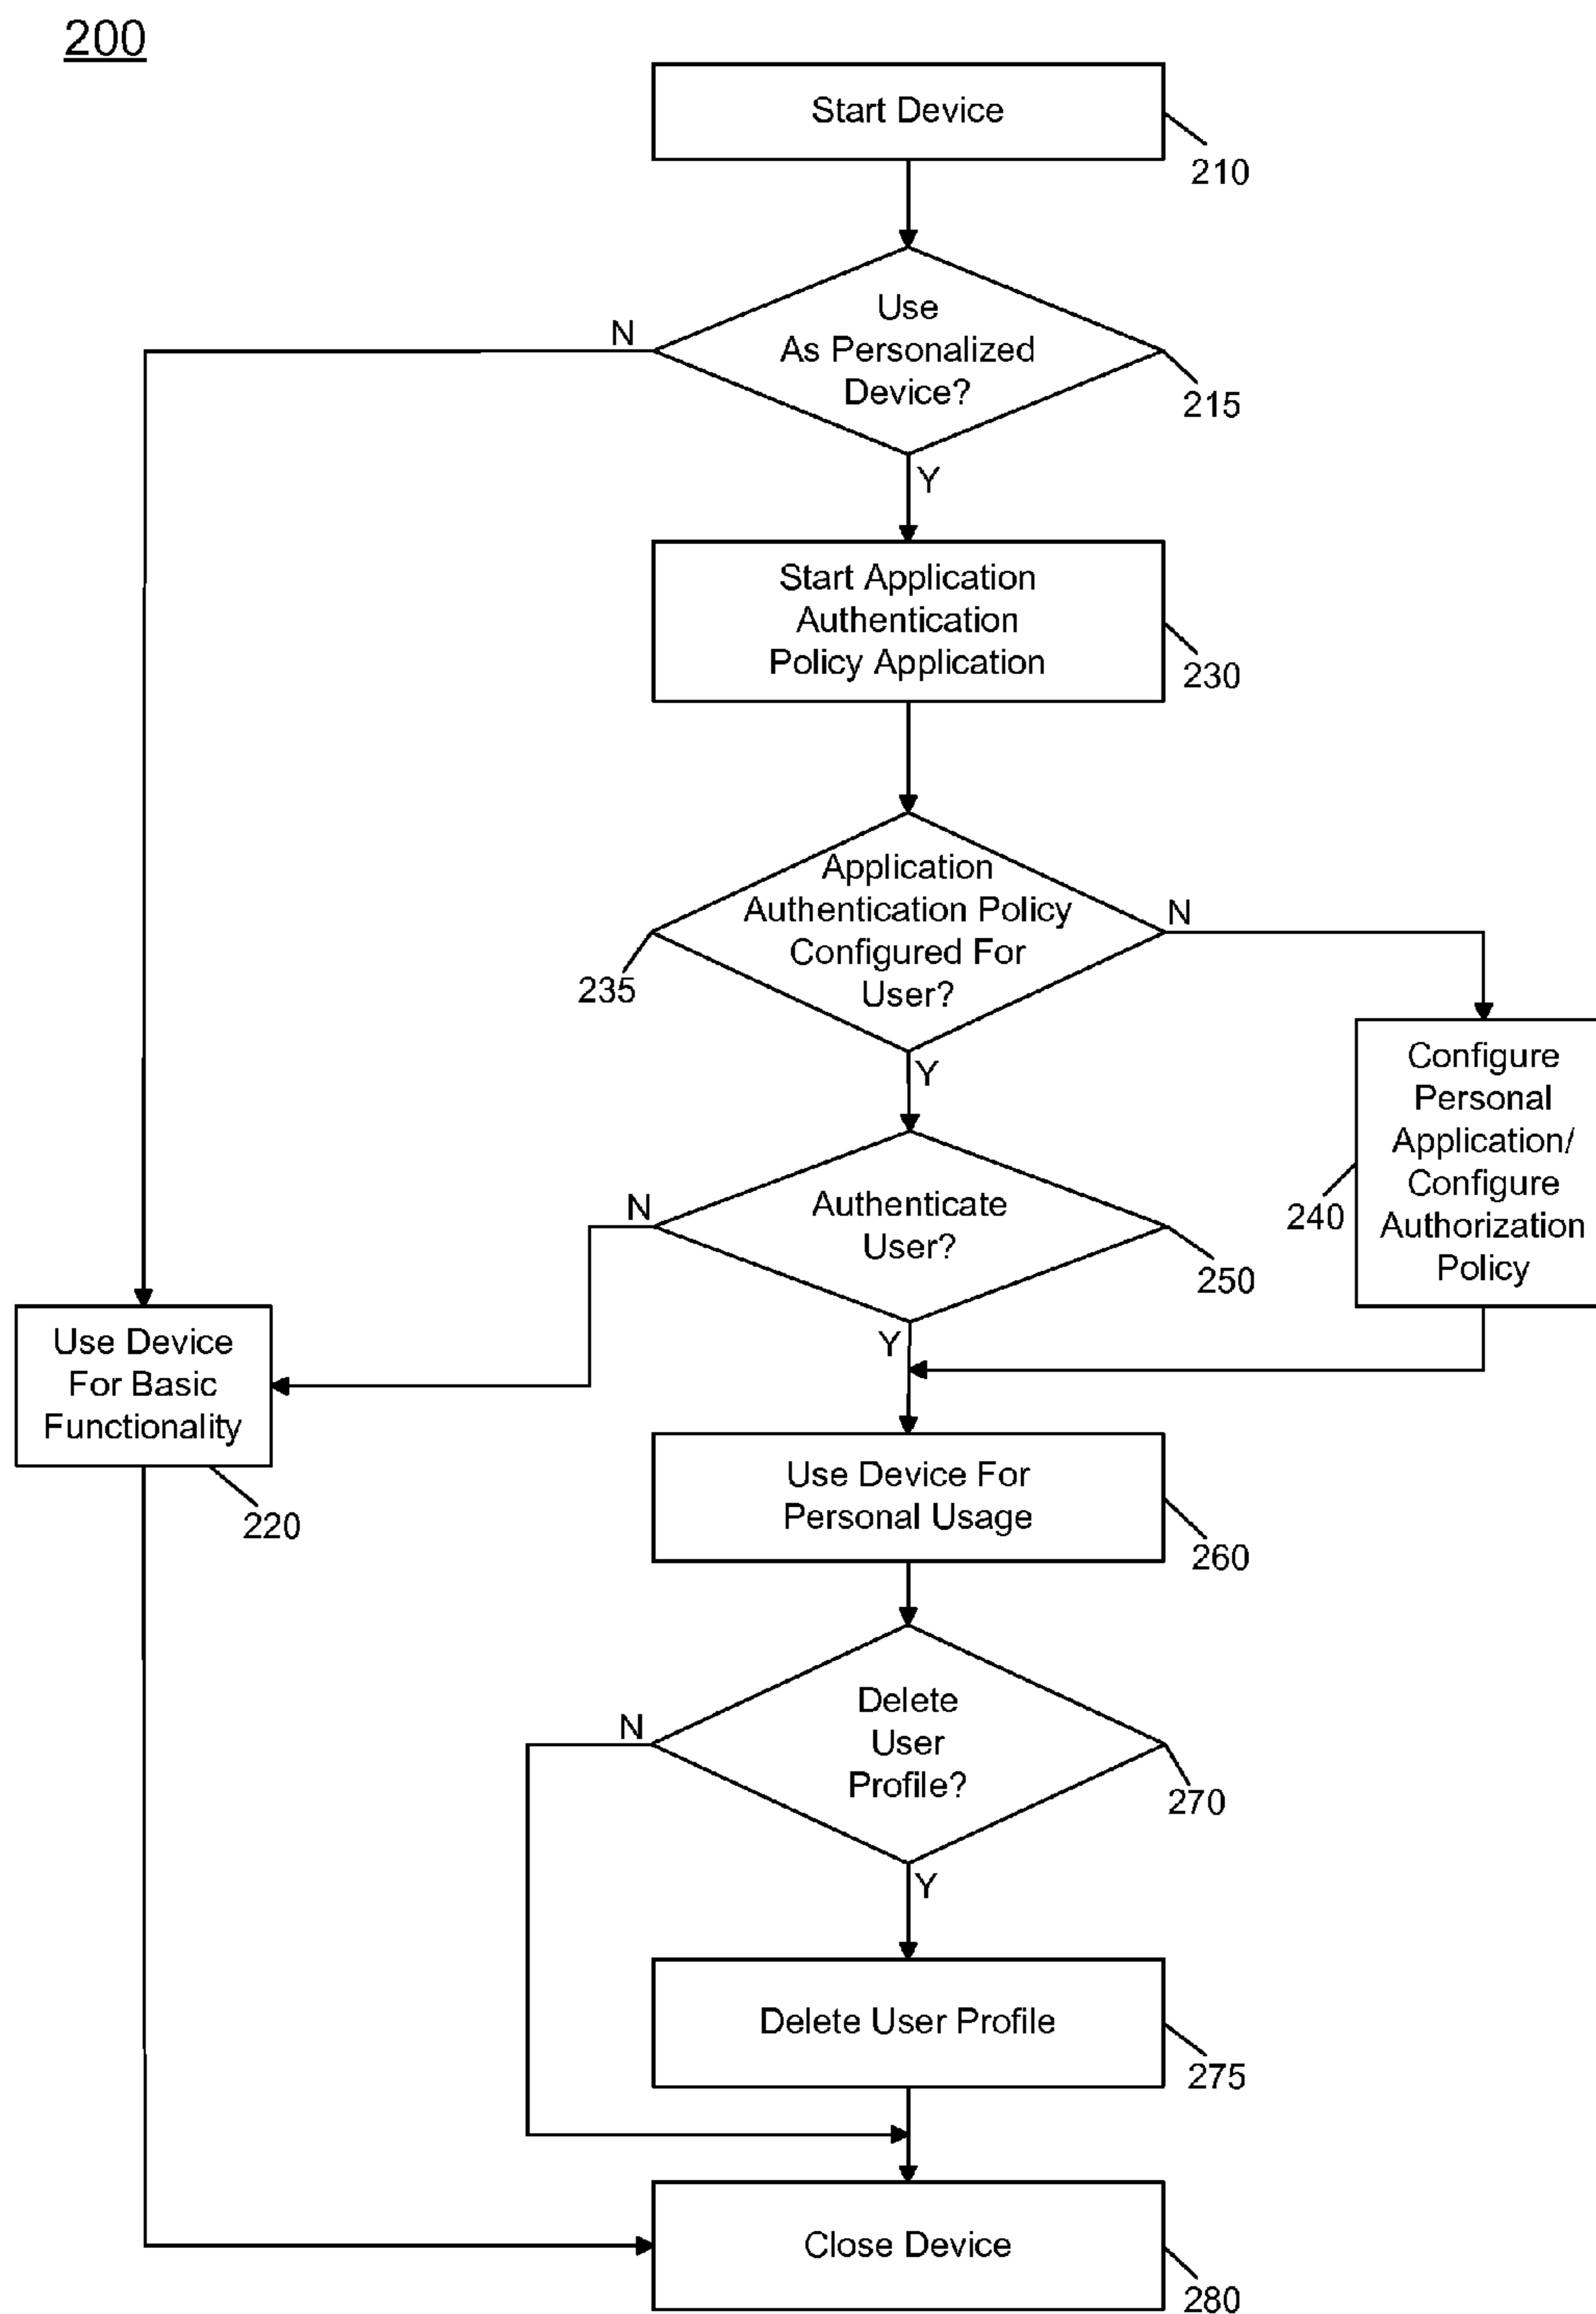 200
Start Device
210
Use
As Personalized
Device?
N
215
Y
Start Application
Authentication
Policy Application
230
Application
Authentication Policy
Configured For
User?
N
235
Y
Configure
Personal
Application/
Configure
Authorization
Policy
240
Authenticate
User?
N
250
Y
Use Device
For Basic
Functionality
220
Use Device For
Personal Usage
260
Delete
User
Profile?
N
270
Y
Delete User Profile
275
Close Device
280